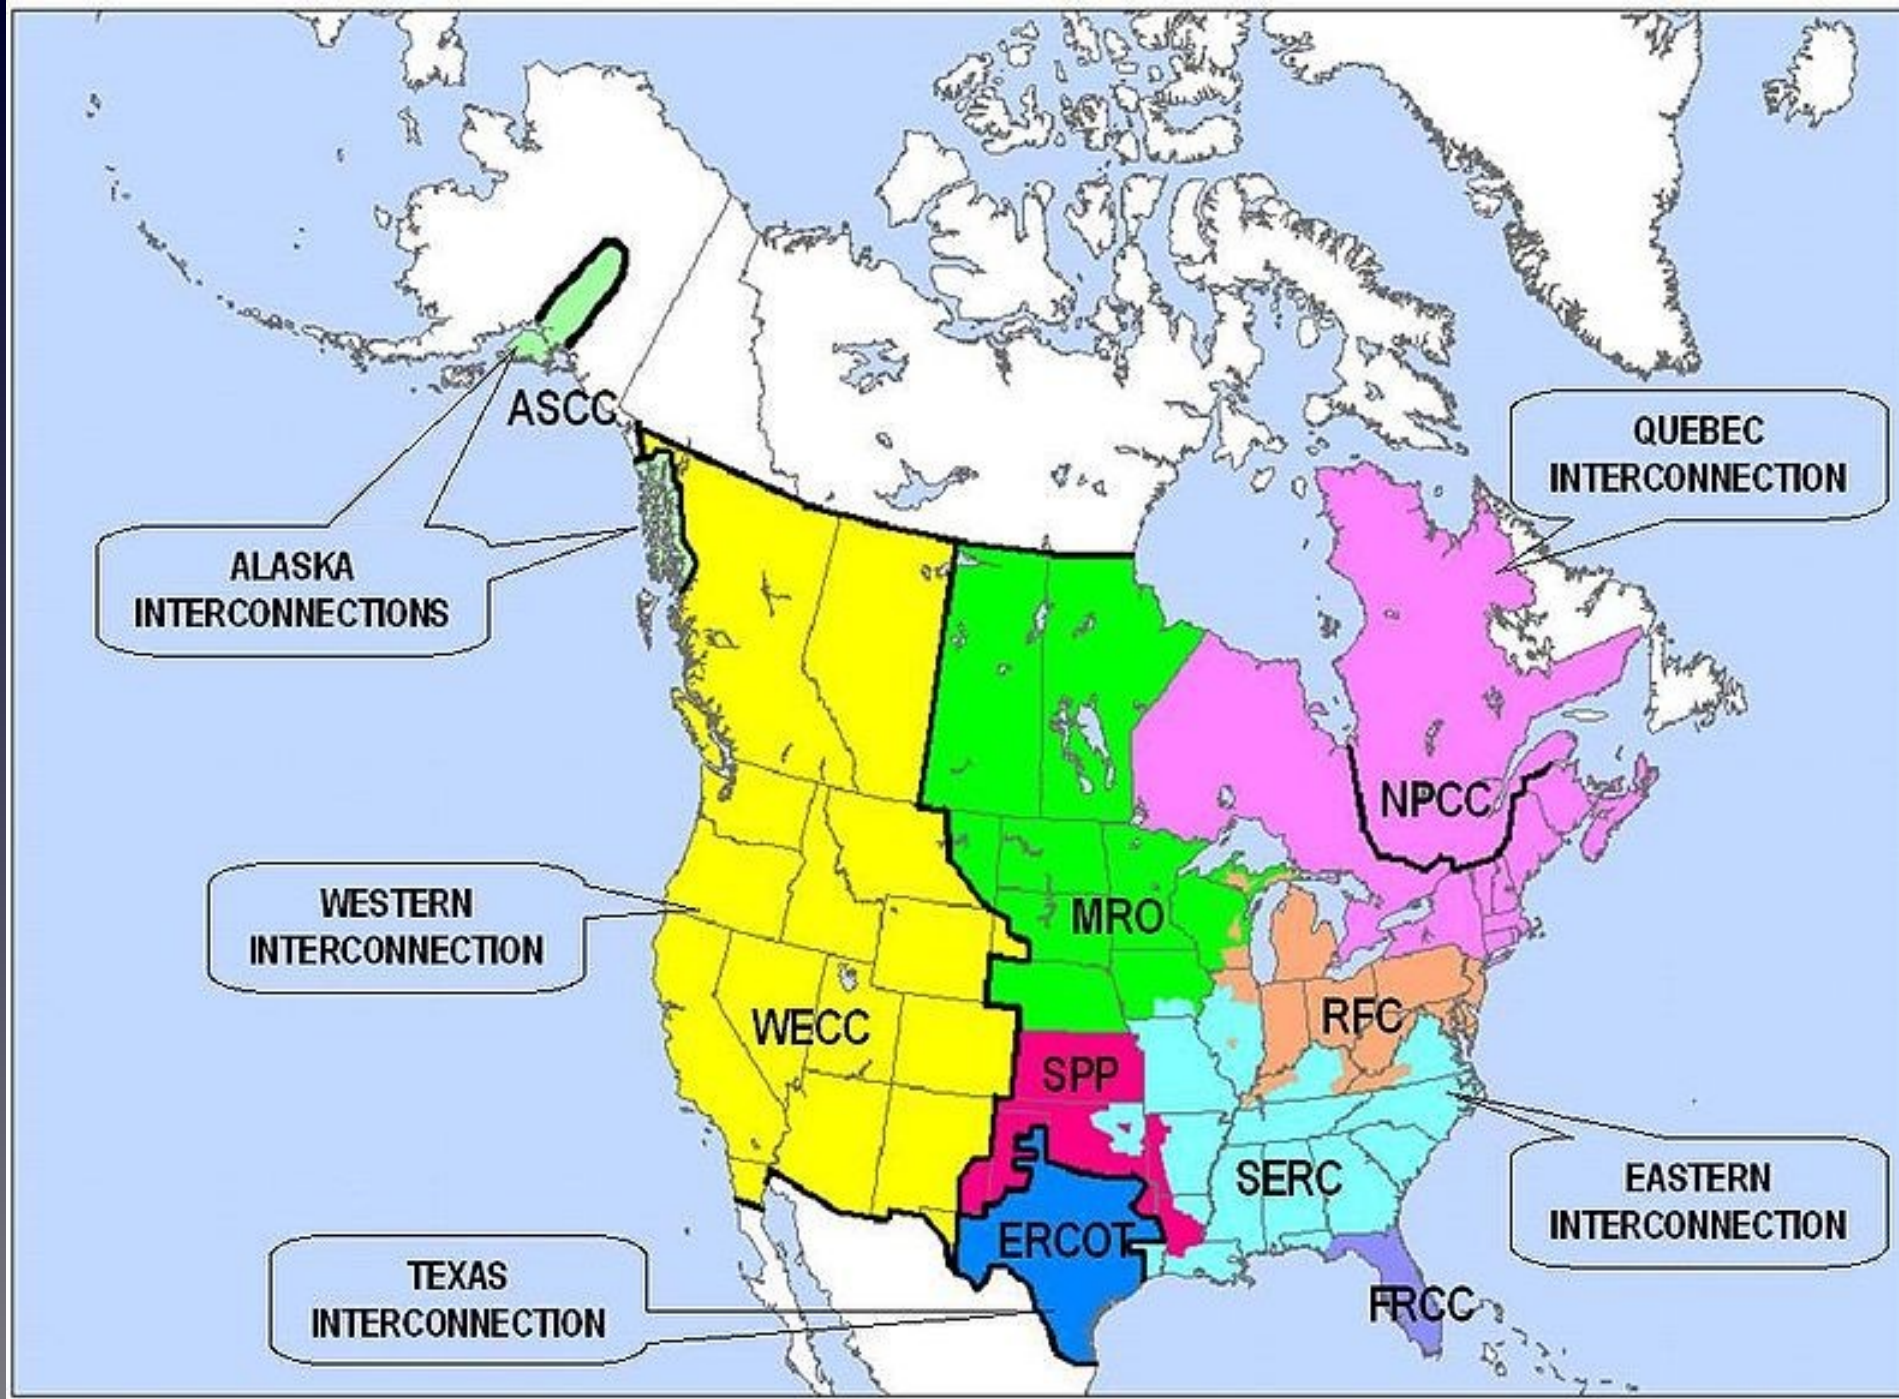 ASCC
QUEBEC
INTERCONNECTION
ALASKA
INTERCONNECTIONS
NPCC
WESTERN
INTERCONNECTION
MRO
WECC
RFC
SPP
SERC
EASTERN
INTERCONNECTION
ERCOT
TEXAS
INTERCONNECTION
FRCC